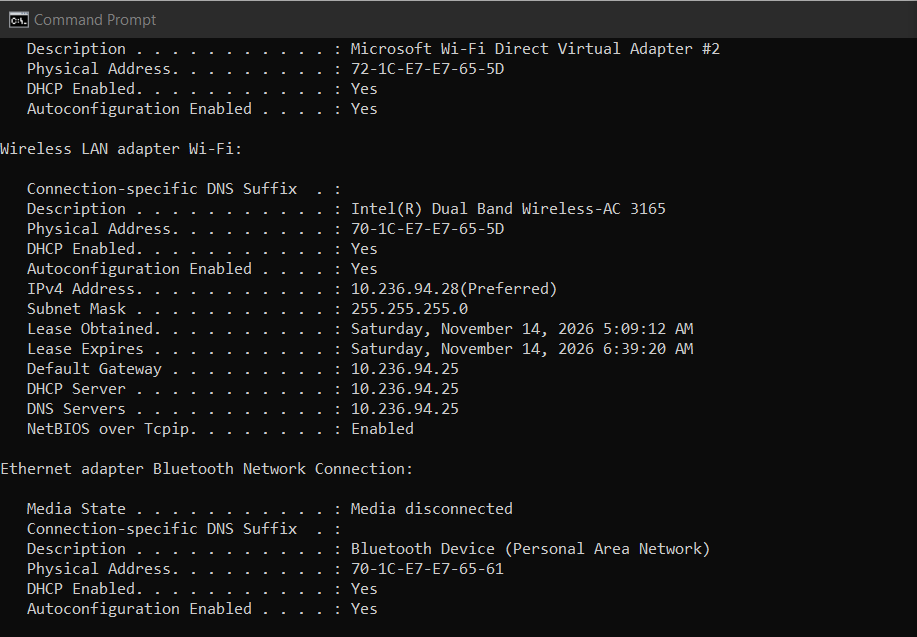 Command Prompt
Description . . . . . . . . . . . : Microsoft Wi-Fi Direct Virtual Adapter #2
Physical Address. . . . . . . . . : 72-1C-E7-E7-65-5D
DHCP Enabled. . . . . . . . . . . : Yes
Autoconfiguration Enabled . . . . : Yes
Wireless LAN adapter Wi-Fi:
Connection-specific DNS Suffix  . :
Description . . . . . . . . . . . : Intel(R) Dual Band Wireless-AC 3165
Physical Address. . . . . . . . . : 70-1C-E7-E7-65-5D
DHCP Enabled. . . . . . . . . . . : Yes
Autoconfiguration Enabled . . . . : Yes
IPv4 Address. . . . . . . . . . . : 10.236.94.28(Preferred)
Subnet Mask . . . . . . . . . . . : 255.255.255.0
Lease Obtained. . . . . . . . . . : Saturday, November 14, 2026 5:09:12 AM
Lease Expires . . . . . . . . . . : Saturday, November 14, 2026 6:39:20 AM
Default Gateway . . . . . . . . . : 10.236.94.25
DHCP Server . . . . . . . . . . . : 10.236.94.25
DNS Servers . . . . . . . . . . . : 10.236.94.25
NetBIOS over Tcpip. . . . . . . . : Enabled
Ethernet adapter Bluetooth Network Connection:
Media State . . . . . . . . . . . : Media disconnected
Connection-specific DNS Suffix  . :
Description . . . . . . . . . . . : Bluetooth Device (Personal Area Network)
Physical Address. . . . . . . . . : 70-1C-E7-E7-65-61
DHCP Enabled. . . . . . . . . . . : Yes
Autoconfiguration Enabled . . . . : Yes